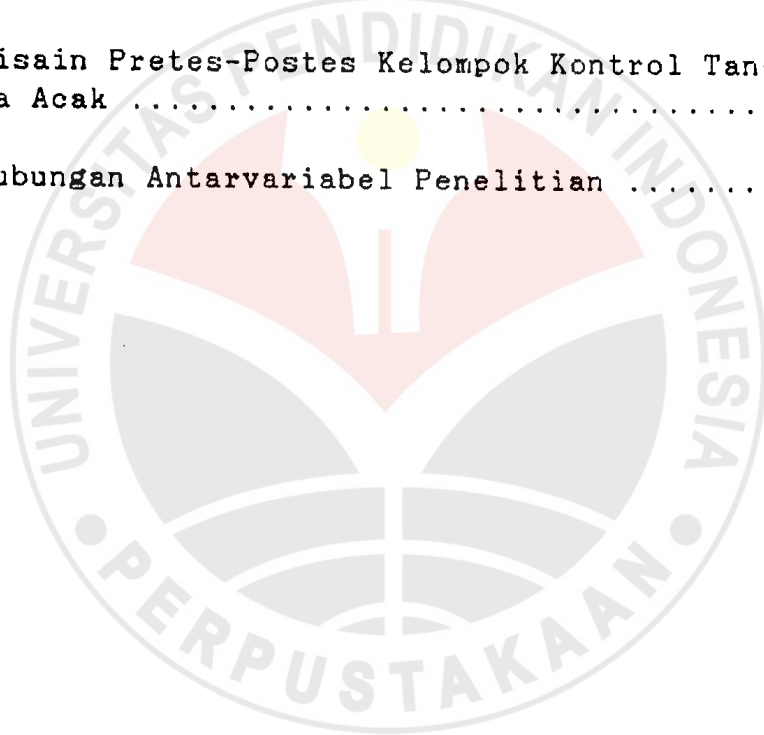 isain Pretes-Postes Kelompok Kontrol Tan
a Acak ..................................
ubungan Antarvariabel Penelitian .......
UNIVERSITAS PENDIDIKAN INDONESIA
PERPUSTAKAAN